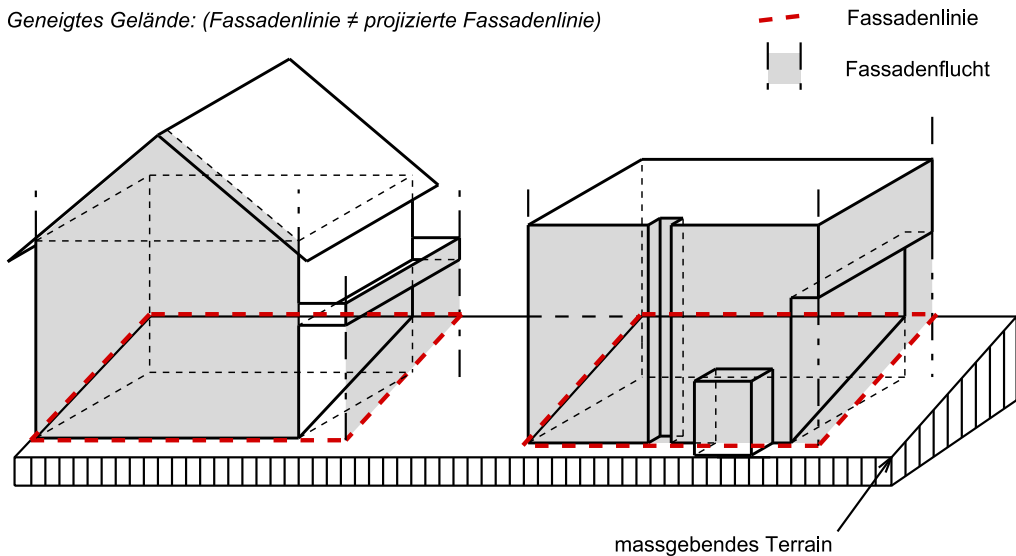 Geneigtes Gelände: (Fassadenlinie ≠ projizierte Fassadenlinie)
Fassadenlinie
Fassadenflucht
massgebendes Terrain